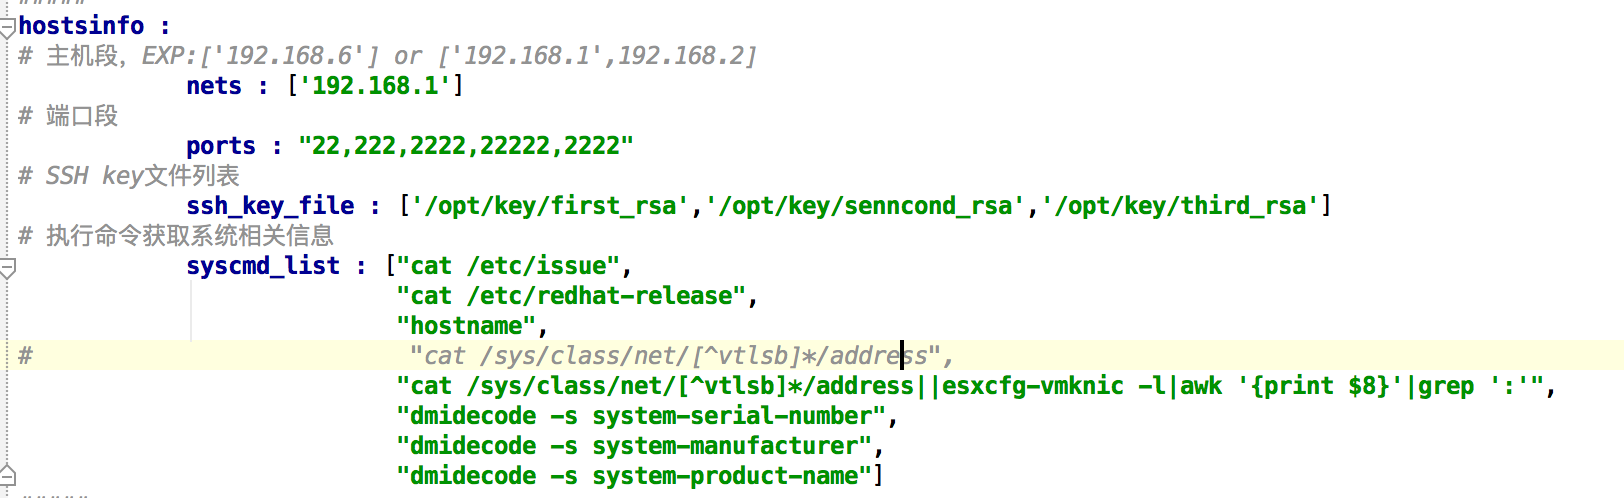 hostsinfo :
# 主机段，EXP:['192.168.6'] or ['192.168.1',192.168.2]
nets : ['192.168.1']
# 端口段
ports : "22,222,2222,22222,2222"
# SSH key文件列表
ssh_key_file : ['/opt/key/first_rsa','/opt/key/senncond_rsa','/opt/key/third_rsa']
# 执行命令获取系统相关信息
syscmd_list : ["cat /etc/issue",
"cat /etc/redhat-release",
"hostname",
# "cat /sys/class/net/[^vtlsb]*/address",
"cat /sys/class/net/[^vtlsb]*/address||esxcfg-vmknic -l|awk '{print $8}'|grep ':'",
"dmidecode -s system-serial-number",
"dmidecode -s system-manufacturer",
"dmidecode -s system-product-name"]